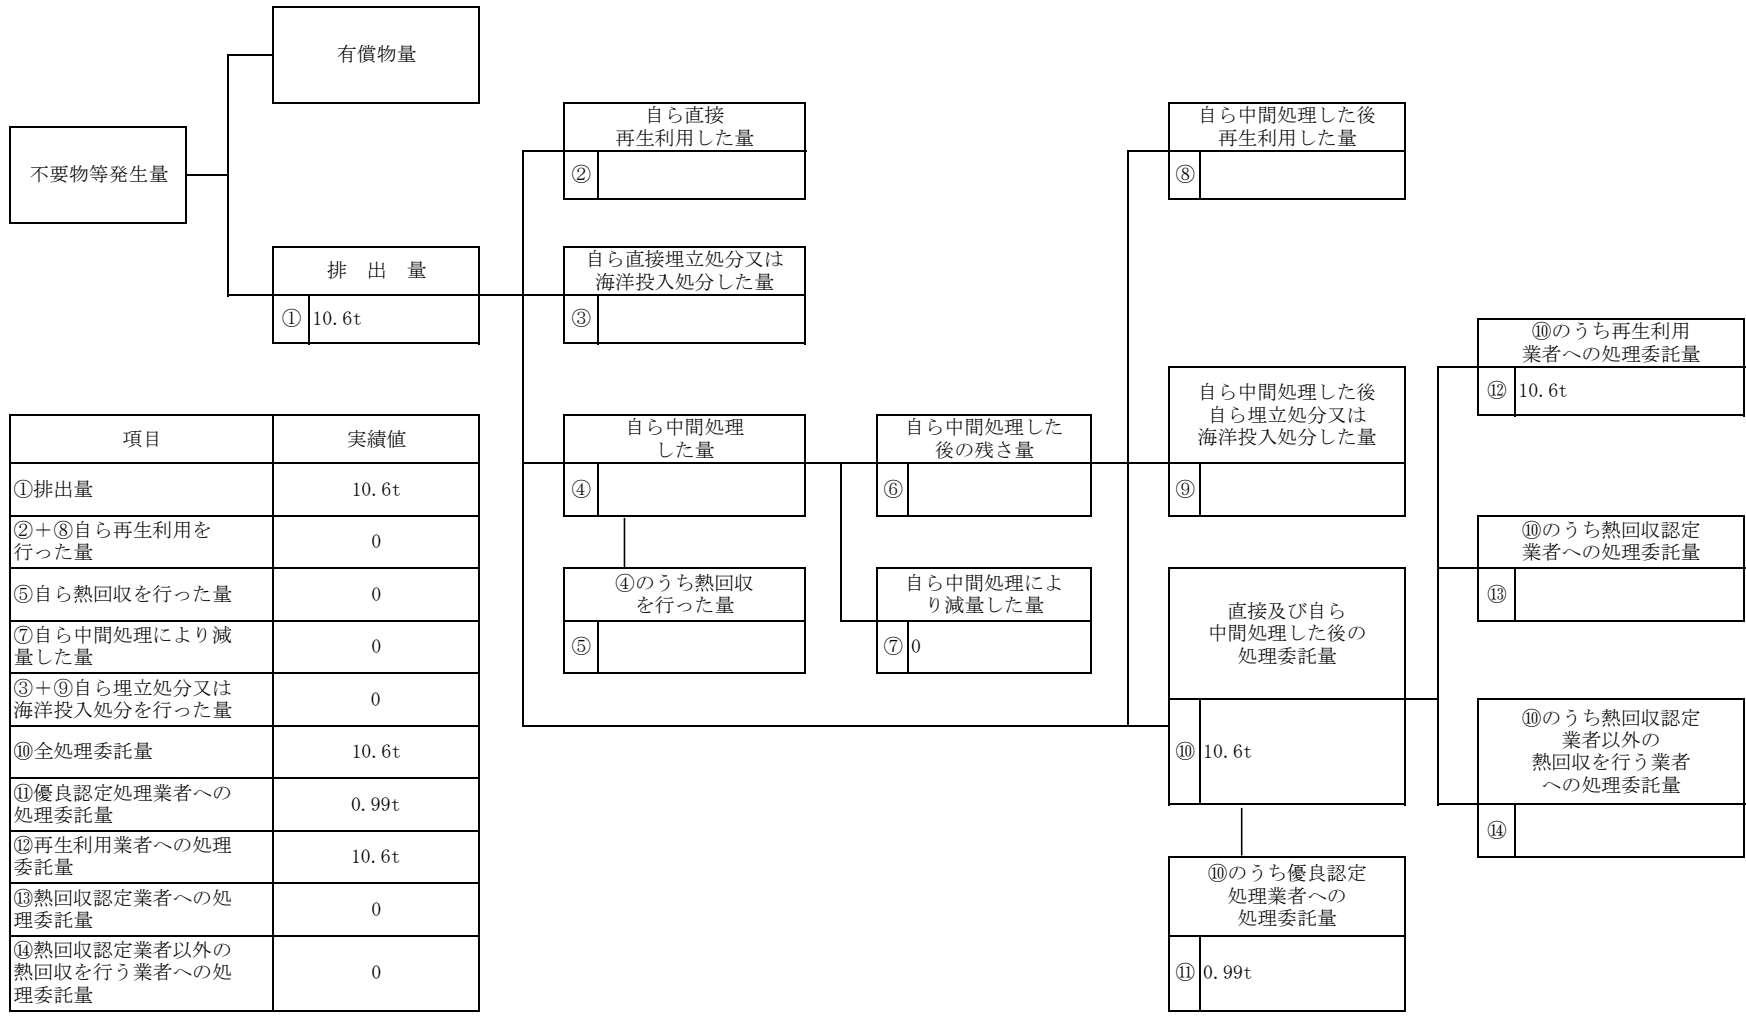 有償物量
不要物等発生量
排　出　量
① 10.6t
自ら直接
再生利用した量
②
自ら直接埋立処分又は
海洋投入処分した量
③
自ら中間処理
した量
④
④のうち熱回収
を行った量
⑤
自ら中間処理した
後の残さ量
⑥
自ら中間処理によ
り減量した量
⑦ 0
自ら中間処理した後
再生利用した量
⑧
自ら中間処理した後
自ら埋立処分又は
海洋投入処分した量
⑨
直接及び自ら
中間処理した後の
処理委託量
⑩ 10.6t
⑩のうち優良認定
処理業者への
処理委託量
⑪ 0.99t
⑩のうち再生利用
業者への処理委託量
⑫ 10.6t
⑩のうち熱回収認定
業者への処理委託量
⑬
⑩のうち熱回収認定
業者以外の
熱回収を行う業者
への処理委託量
⑭
項目 実績値
①排出量 10.6t
②＋⑧自ら再生利用を
行った量 0
⑤自ら熱回収を行った量 0
⑦自ら中間処理により減
量した量 0
③＋⑨自ら埋立処分又は
海洋投入処分を行った量 0
⑩全処理委託量 10.6t
⑪優良認定処理業者への
処理委託量 0.99t
⑫再生利用業者への処理
委託量 10.6t
⑬熱回収認定業者への処
理委託量 0
⑭熱回収認定業者以外の
熱回収を行う業者への処
理委託量 0